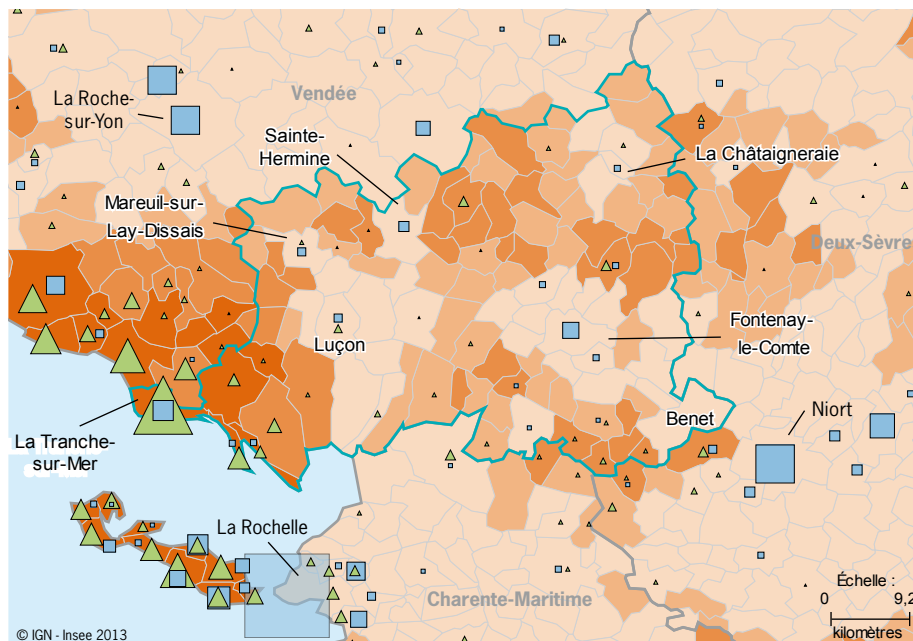 La Roche-
sur-Yon
Vendée
Sainte-
Hermine
La Châtaigneraie
Mareuil-sur-
Lay-Dissais
Deux-Sèvre
Luçon
Fontenay-
le-Comte
La Tranche-
sur-Mer
Benet
Niort
La Rochelle
Charente-Maritime
Échelle :
0 9,2
kilomètres
© IGN - Insee 2013